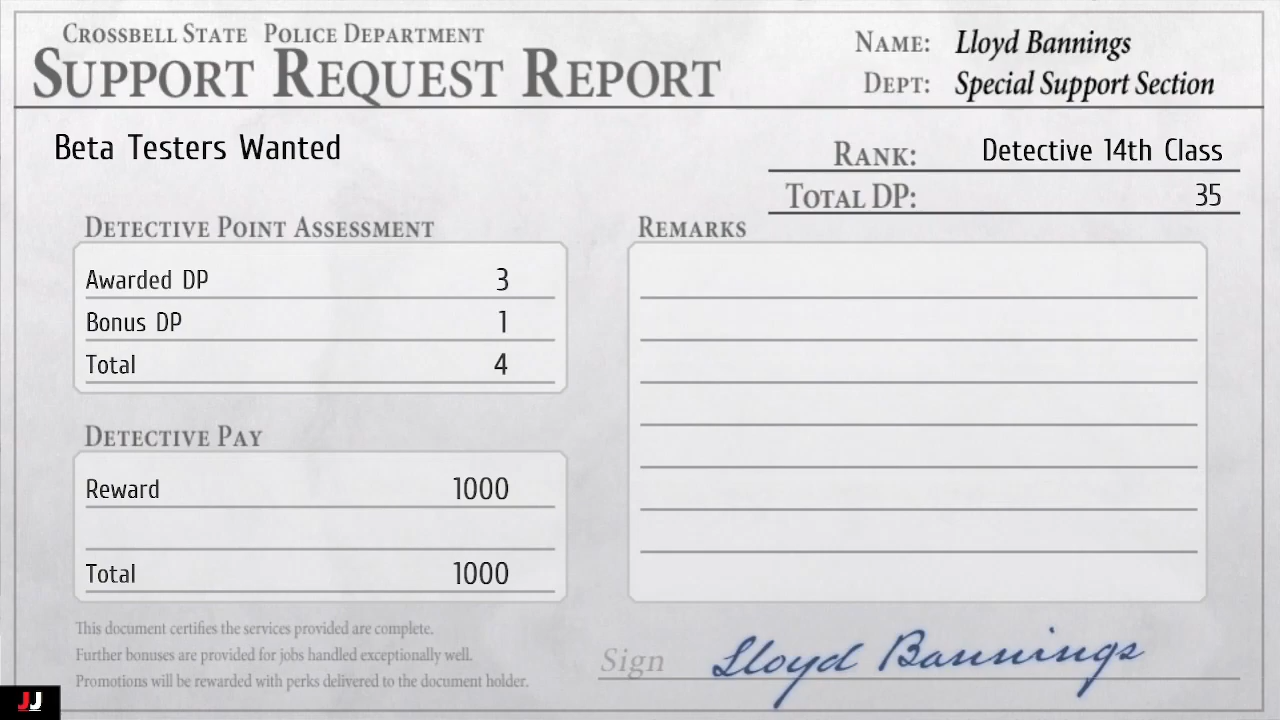 CROSSBELL STATE POLICE DEPARTMENT
SUPPORT REQUEST REPORT
NAME: Lloyd Bannings
DEPT: Special Support Section
Beta Testers Wanted
RANK: Detective 14th Class
TOTAL DP: 35
DETECTIVE POINT ASSESSMENT
Awarded DP 3
Bonus DP 1
Total 4
DETECTIVE PAY
Reward 1000
Total 1000
REMARKS
This document certifies the services provided are complete.
Further bonuses are provided for jobs handled exceptionally well.
Promotions will be rewarded with perks delivered to the document holder.
Sign Lloyd Bannings
JJ